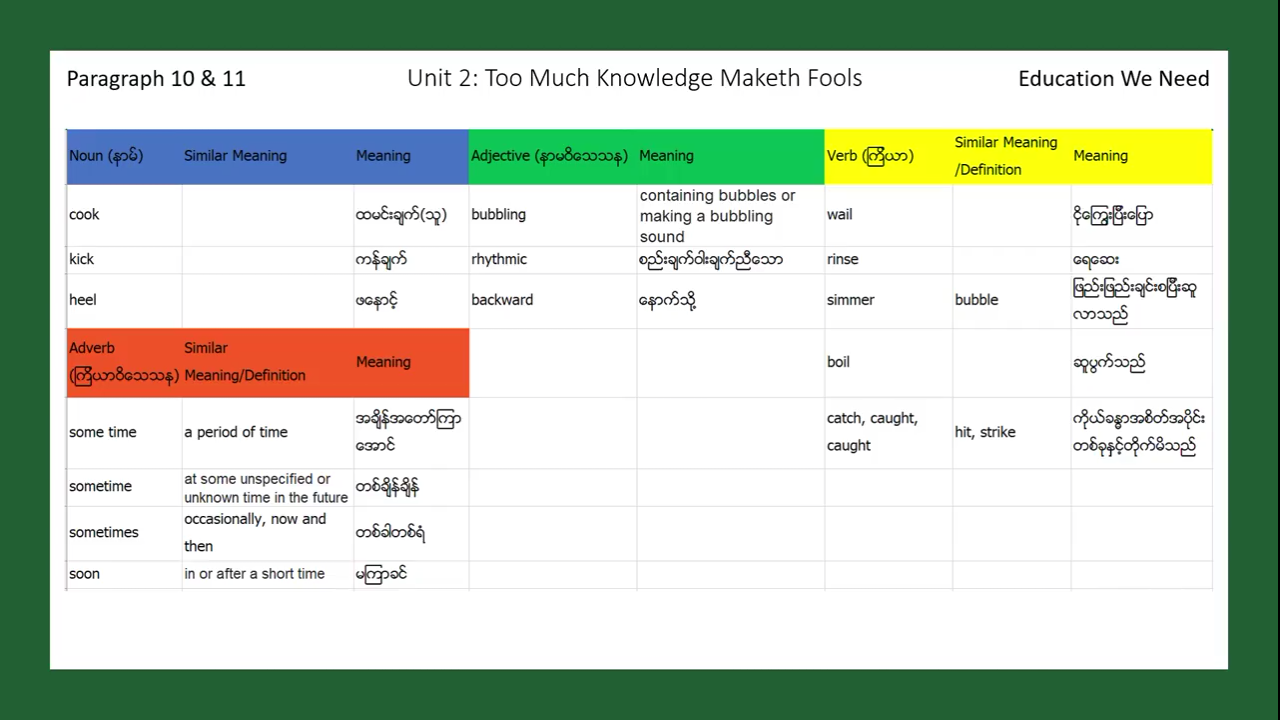 Paragraph 10 & 11 Unit 2: Too Much Knowledge Maketh Fools Education We Need
Noun (နာမ်) Similar Meaning Meaning Adjective (နာမဝိသေသန) Meaning Verb (ကြိယာ) Similar Meaning /Definition Meaning
cook ထမင်းချက်(သူ) bubbling containing bubbles or making a bubbling sound wail ငိုကြွေးပြီးပြော
kick ကန်ချက် rhythmic စည်းချက်ဝါးချက်ညီသော rinse ရေဆေး
heel ဖနောင့် backward နောက်သို့ simmer bubble ဖြည်းဖြည်းချင်းစပြီးဆူလာသည်
Adverb (ကြိယာဝိသေသန) Similar Meaning/Definition Meaning boil ဆူပွက်သည်
some time a period of time အချိန်အတော်ကြာအောင် catch, caught, caught hit, strike ကိုယ်ခန္ဓာအစိတ်အပိုင်းတစ်ခုနှင့်တိုက်မိသည်
sometime at some unspecified or unknown time in the future တစ်ချိန်ချိန်
sometimes occasionally, now and then တစ်ခါတစ်ရံ
soon in or after a short time မကြာခင်